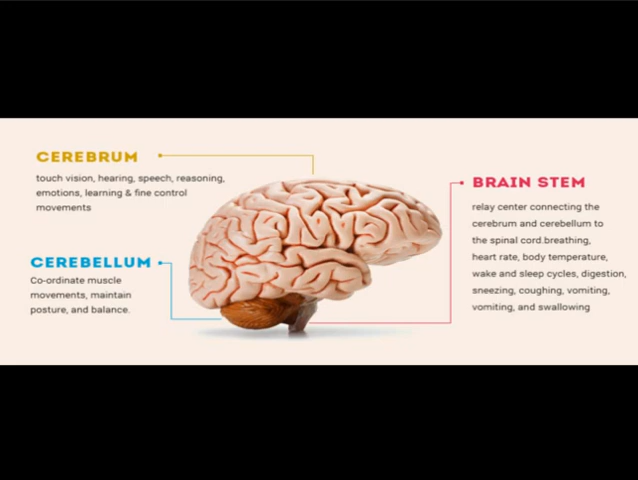 CEREBRUM
touch vision, hearing, speech, reasoning,
emotions, learning & fine control
movements
CEREBELLUM
Co-ordinate muscle
movements, maintain
posture, and balance.
BRAIN STEM
relay center connecting the
cerebrum and cerebellum to
the spinal cord.breathing,
heart rate, body temperature,
wake and sleep cycles, digestion,
sneezing, coughing, vomiting,
vomiting, and swallowing